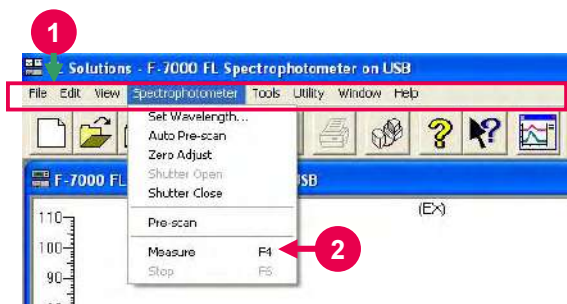 1
FL Solutions - F-7000 FL Spectrophotometer on USB
File Edit View Spectrophotometer Tools Utility Window Help
Set Wavelength...
Auto Pre-scan
Zero Adjust
Shutter Open
Shutter Close
Pre-scan
Measure F4
Stop F5
2
F-7000 FL USB
(EX)
110
100
90